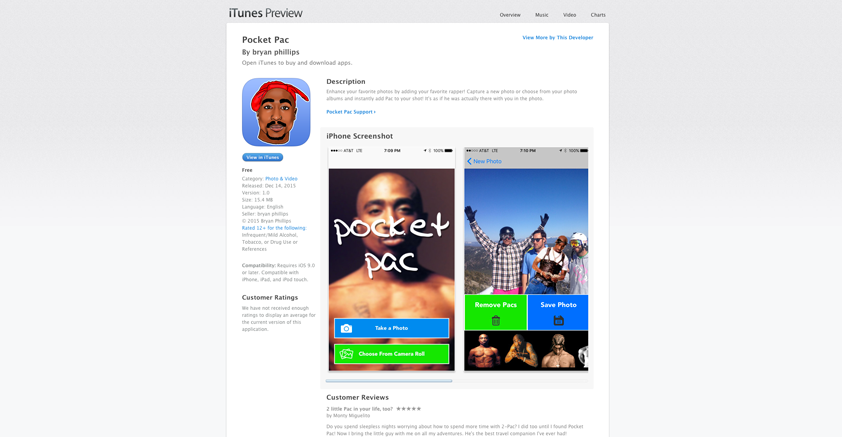 iTunes Preview
Overview
Music
Video
Charts
Pocket Pac
View More by This Developer
By bryan phillips
Open iTunes to buy and download apps.
Description
Enhance your favorite photos by adding your favorite rapper! Capture a new photo or choose from your photo
albums and instantly add Pac to your shot! It's as if he was actually there with you in the photo.
Pocket Pac Support ›
View in iTunes
Free
Category: Photo & Video
Released: Dec 14, 2015
Version: 1.0
Size: 15.4 MB
Language: English
Seller: bryan phillips
© 2015 Bryan Phillips
Rated 12+ for the following
Infrequent/Mild Alcohol,
Tobacco, or Drug Use or
References
Compatibility: Requires iOS 9.0
or later. Compatible with
iPhone, iPad, and iPod touch.
Customer Ratings
We have not received enough
ratings to display an average for
the current version of this
application.
iPhone Screenshot
AT&T LTE
7:09 PM
100%
pocket
pac
Take a Photo
Choose From Camera Roll
AT&T LTE
7:12 PM
100%
New Photo
Remove Pacs
Save Photo
Customer Reviews
2 little Pac in your life, too? ★★★★★
by Monty Miguelito
Do you spend sleepless nights worrying about how to spend more time with 2-Pac? I did too until I found Pocket
Pac! Now I bring the little guy with me on all my adventures. He's the best travel companion I've ever had!